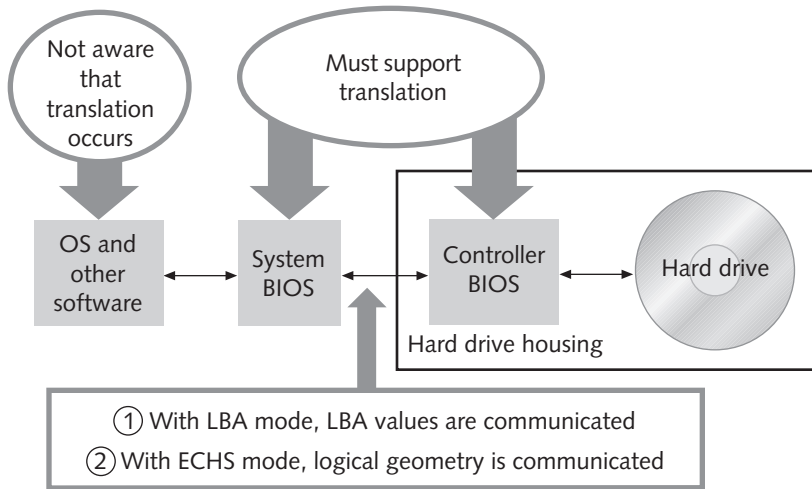 Not aware
that
translation
occurs
Must support
translation
OS and
other
software
System
BIOS
Controller
BIOS
Hard drive
Hard drive housing
① With LBA mode, LBA values are communicated
② With ECHS mode, logical geometry is communicated